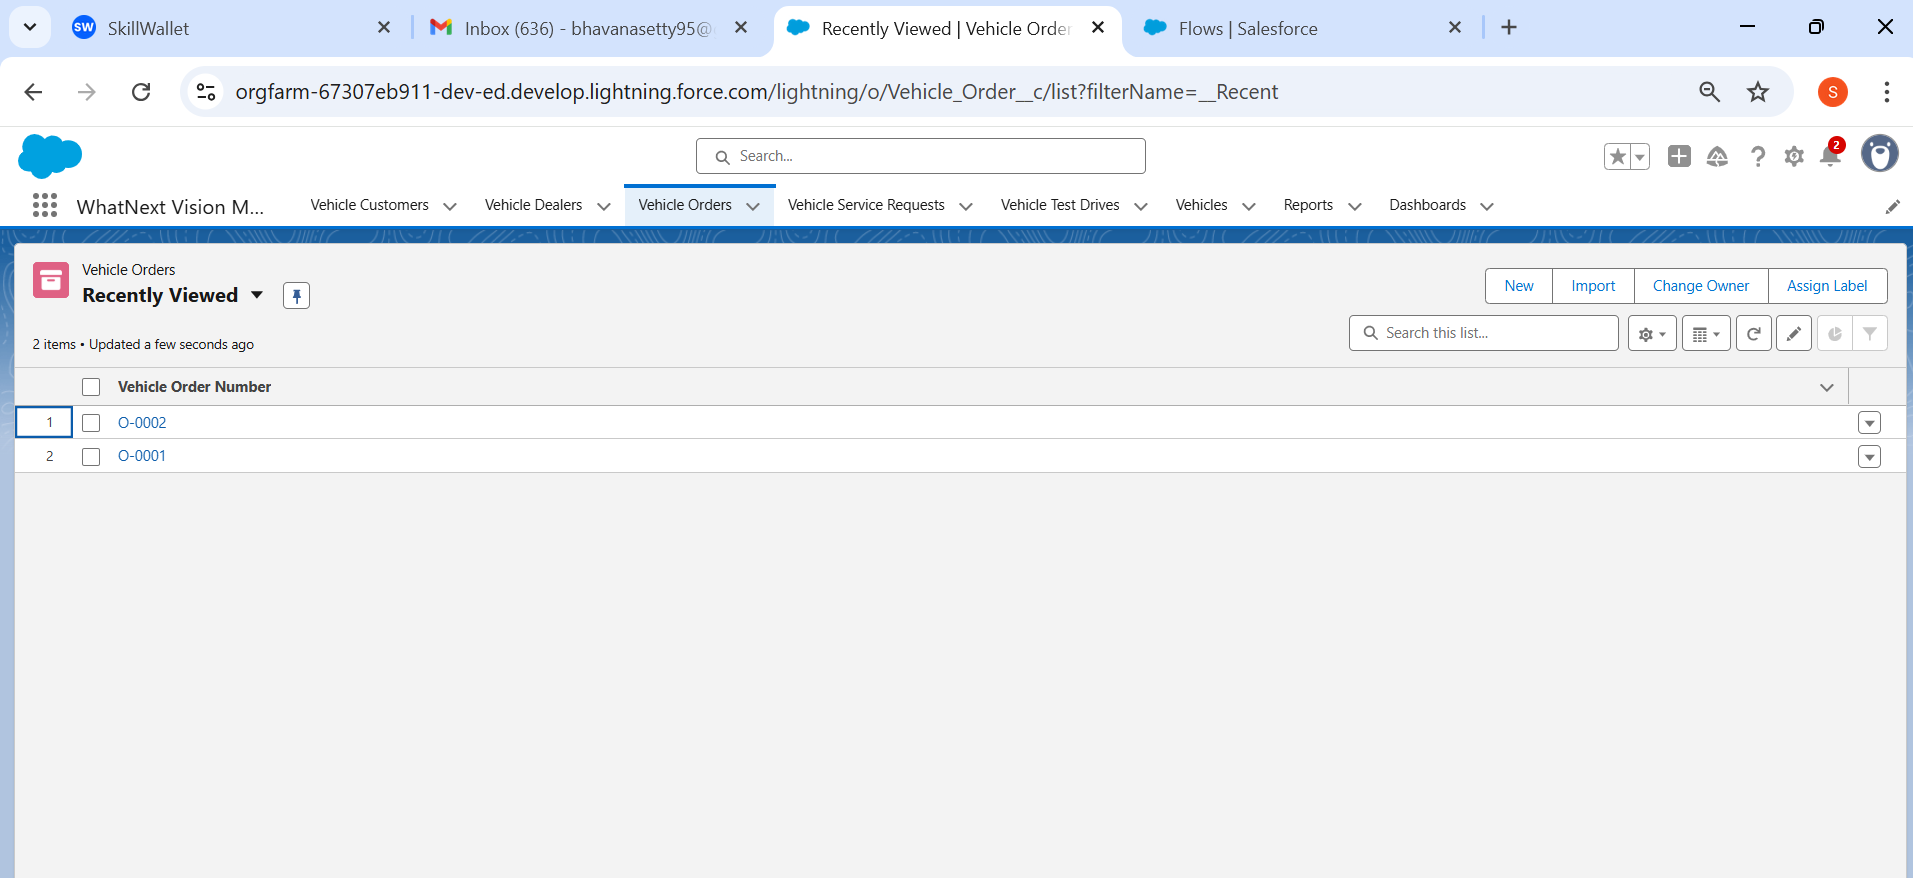 SW SkillWallet
Inbox (636) - bhavanasetty95@
Recently Viewed | Vehicle Order
Flows | Salesforce
orgfarm-67307eb911-dev-ed.develop.lightning.force.com/lightning/o/Vehicle_Order__c/list?filterName=__Recent
S
Search...
2
WhatNext Vision M...
Vehicle Customers
Vehicle Dealers
Vehicle Orders
Vehicle Service Requests
Vehicle Test Drives
Vehicles
Reports
Dashboards
Vehicle Orders
Recently Viewed
New
Import
Change Owner
Assign Label
2 items • Updated a few seconds ago
Search this list...
Vehicle Order Number
1 O-0002
2 O-0001